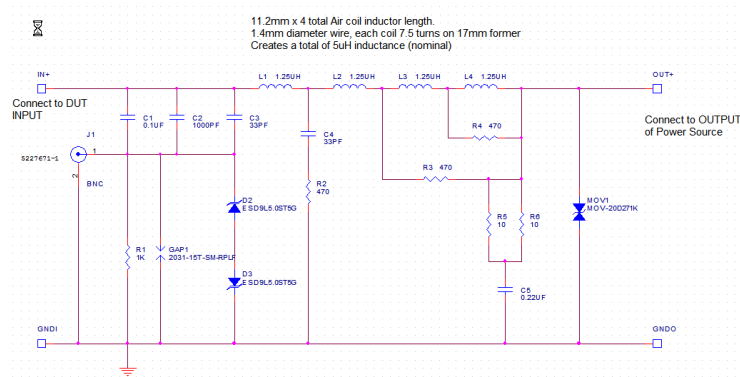 11.2mm x 4 total Air coil inductor length.
1.4mm diameter wire, each coil 7.5 turns on 17mm former
Creates a total of 5uH inductance (nominal)
IN+
L1 1.25UH
L2 1.25UH
L3 1.25UH
L4 1.25UH
OUT+
Connect to DUT
INPUT
Connect to OUTPUT
of Power Source
C1
0.1UF
C2
1000PF
C3
33PF
C4
33PF
R4 470
J1
1
5227671-1
2
BNC
R3 470
R2
470
D2
ESD9L5.0ST5G
R5
10
R6
10
MOV1
MOV-20D271K
R1
1K
GAP1
2031-15T-SM-RPLF
D3
ESD9L5.0ST5G
C5
0.22UF
GNDI
GNDO